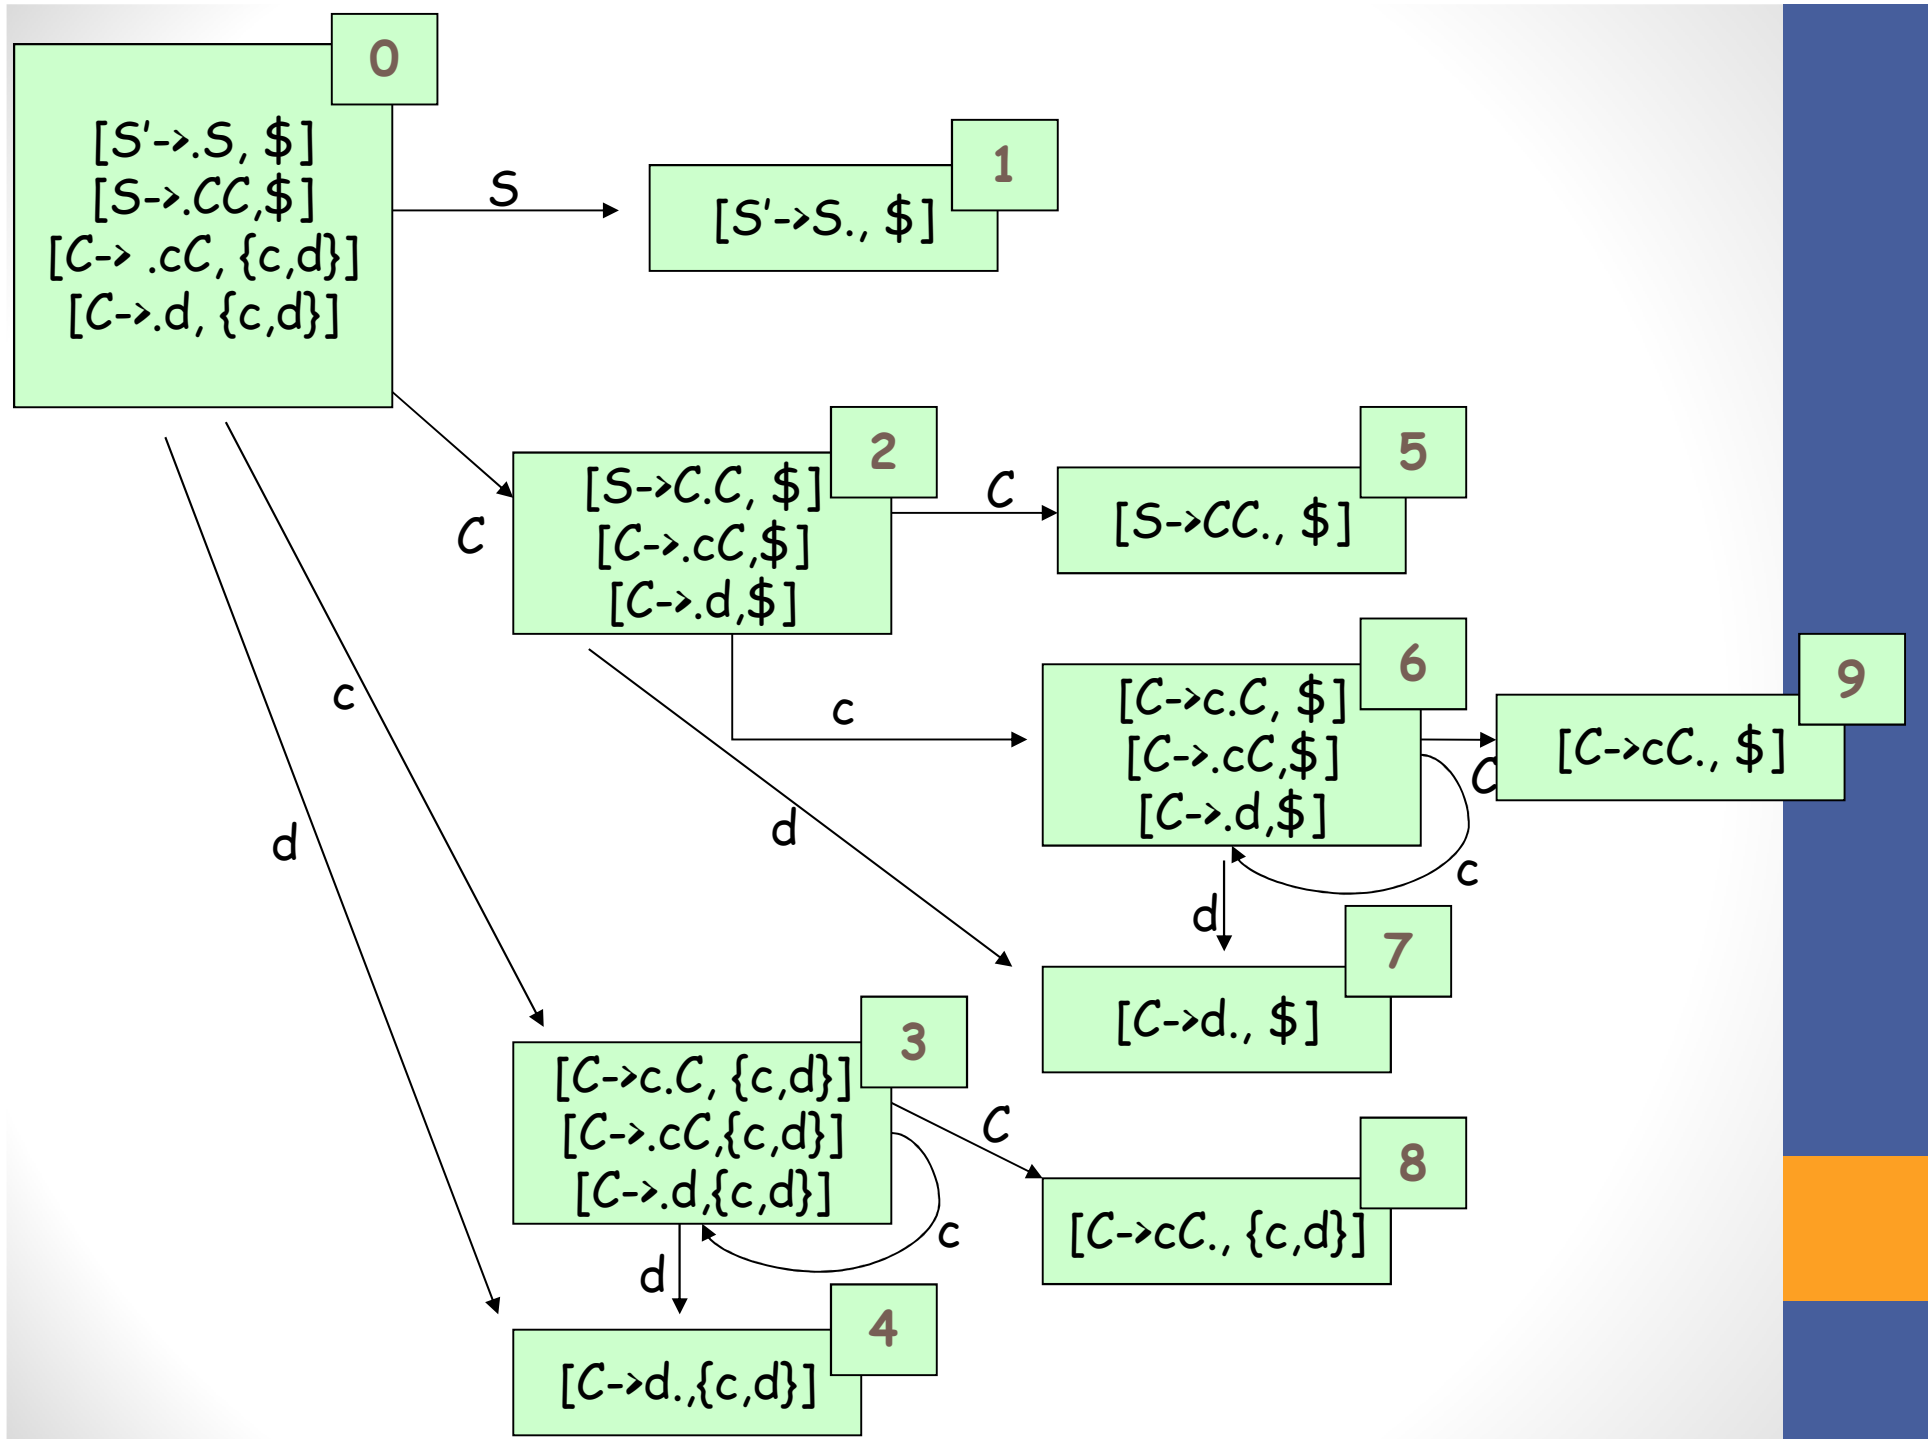 0
[S'->.S, $]
[S->.CC,$]
[C-> .cC, {c,d}]
[C->.d, {c,d}]
S
1
[S'->S., $]
C
2
[S->C.C, $]
[C->.cC,$]
[C->.d,$]
C
5
[S->CC., $]
c
6
[C->c.C, $]
[C->.cC,$]
[C->.d,$]
C
9
[C->cC., $]
c
d
d
7
[C->d., $]
c
d
3
[C->c.C, {c,d}]
[C->.cC,{c,d}]
[C->.d,{c,d}]
C
8
[C->cC., {c,d}]
c
d
4
[C->d.,{c,d}]